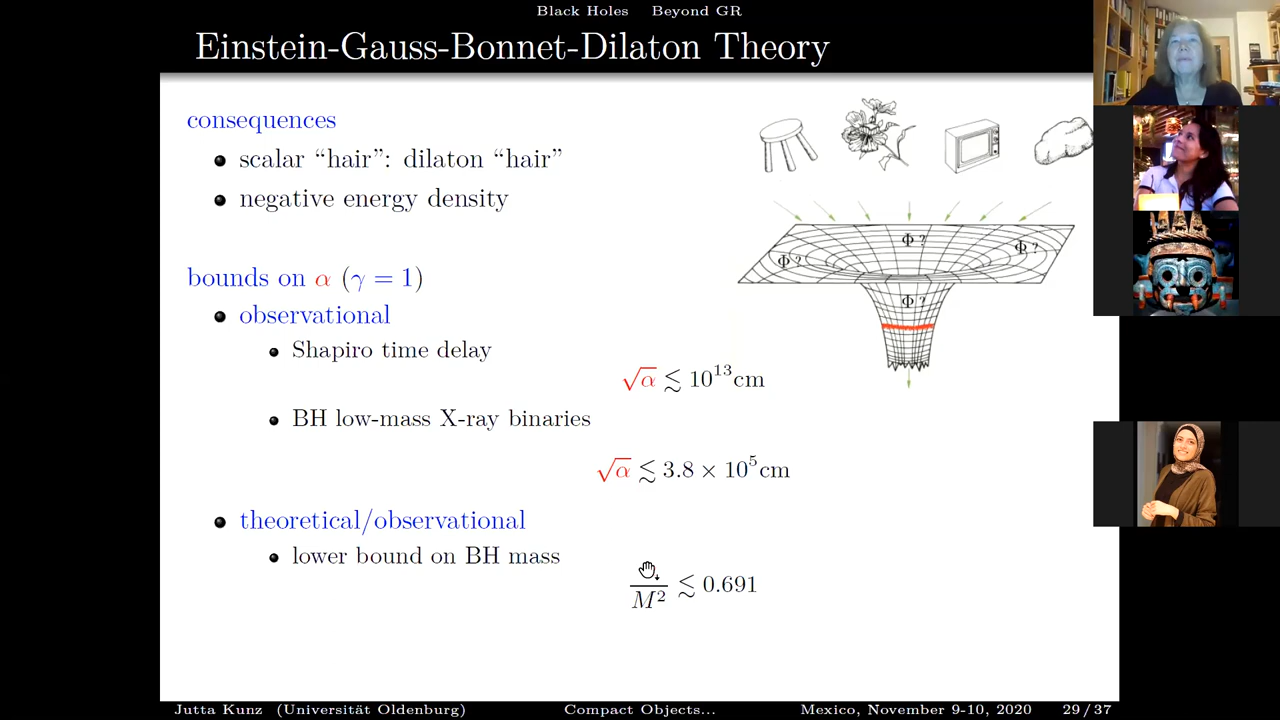 Black Holes Beyond GR
Einstein-Gauss-Bonnet-Dilaton Theory
consequences
scalar “hair”: dilaton “hair”
negative energy density
Φ ?
Φ ?
Φ ?
Φ ?
bounds on α (γ = 1)
observational
Shapiro time delay
√α ≲ 10¹³cm
BH low-mass X-ray binaries
√α ≲ 3.8 × 10⁵cm
theoretical/observational
lower bound on BH mass
M² ≲ 0.691
Jutta Kunz (Universität Oldenburg) Compact Objects... Mexico, November 9-10, 2020 29/37